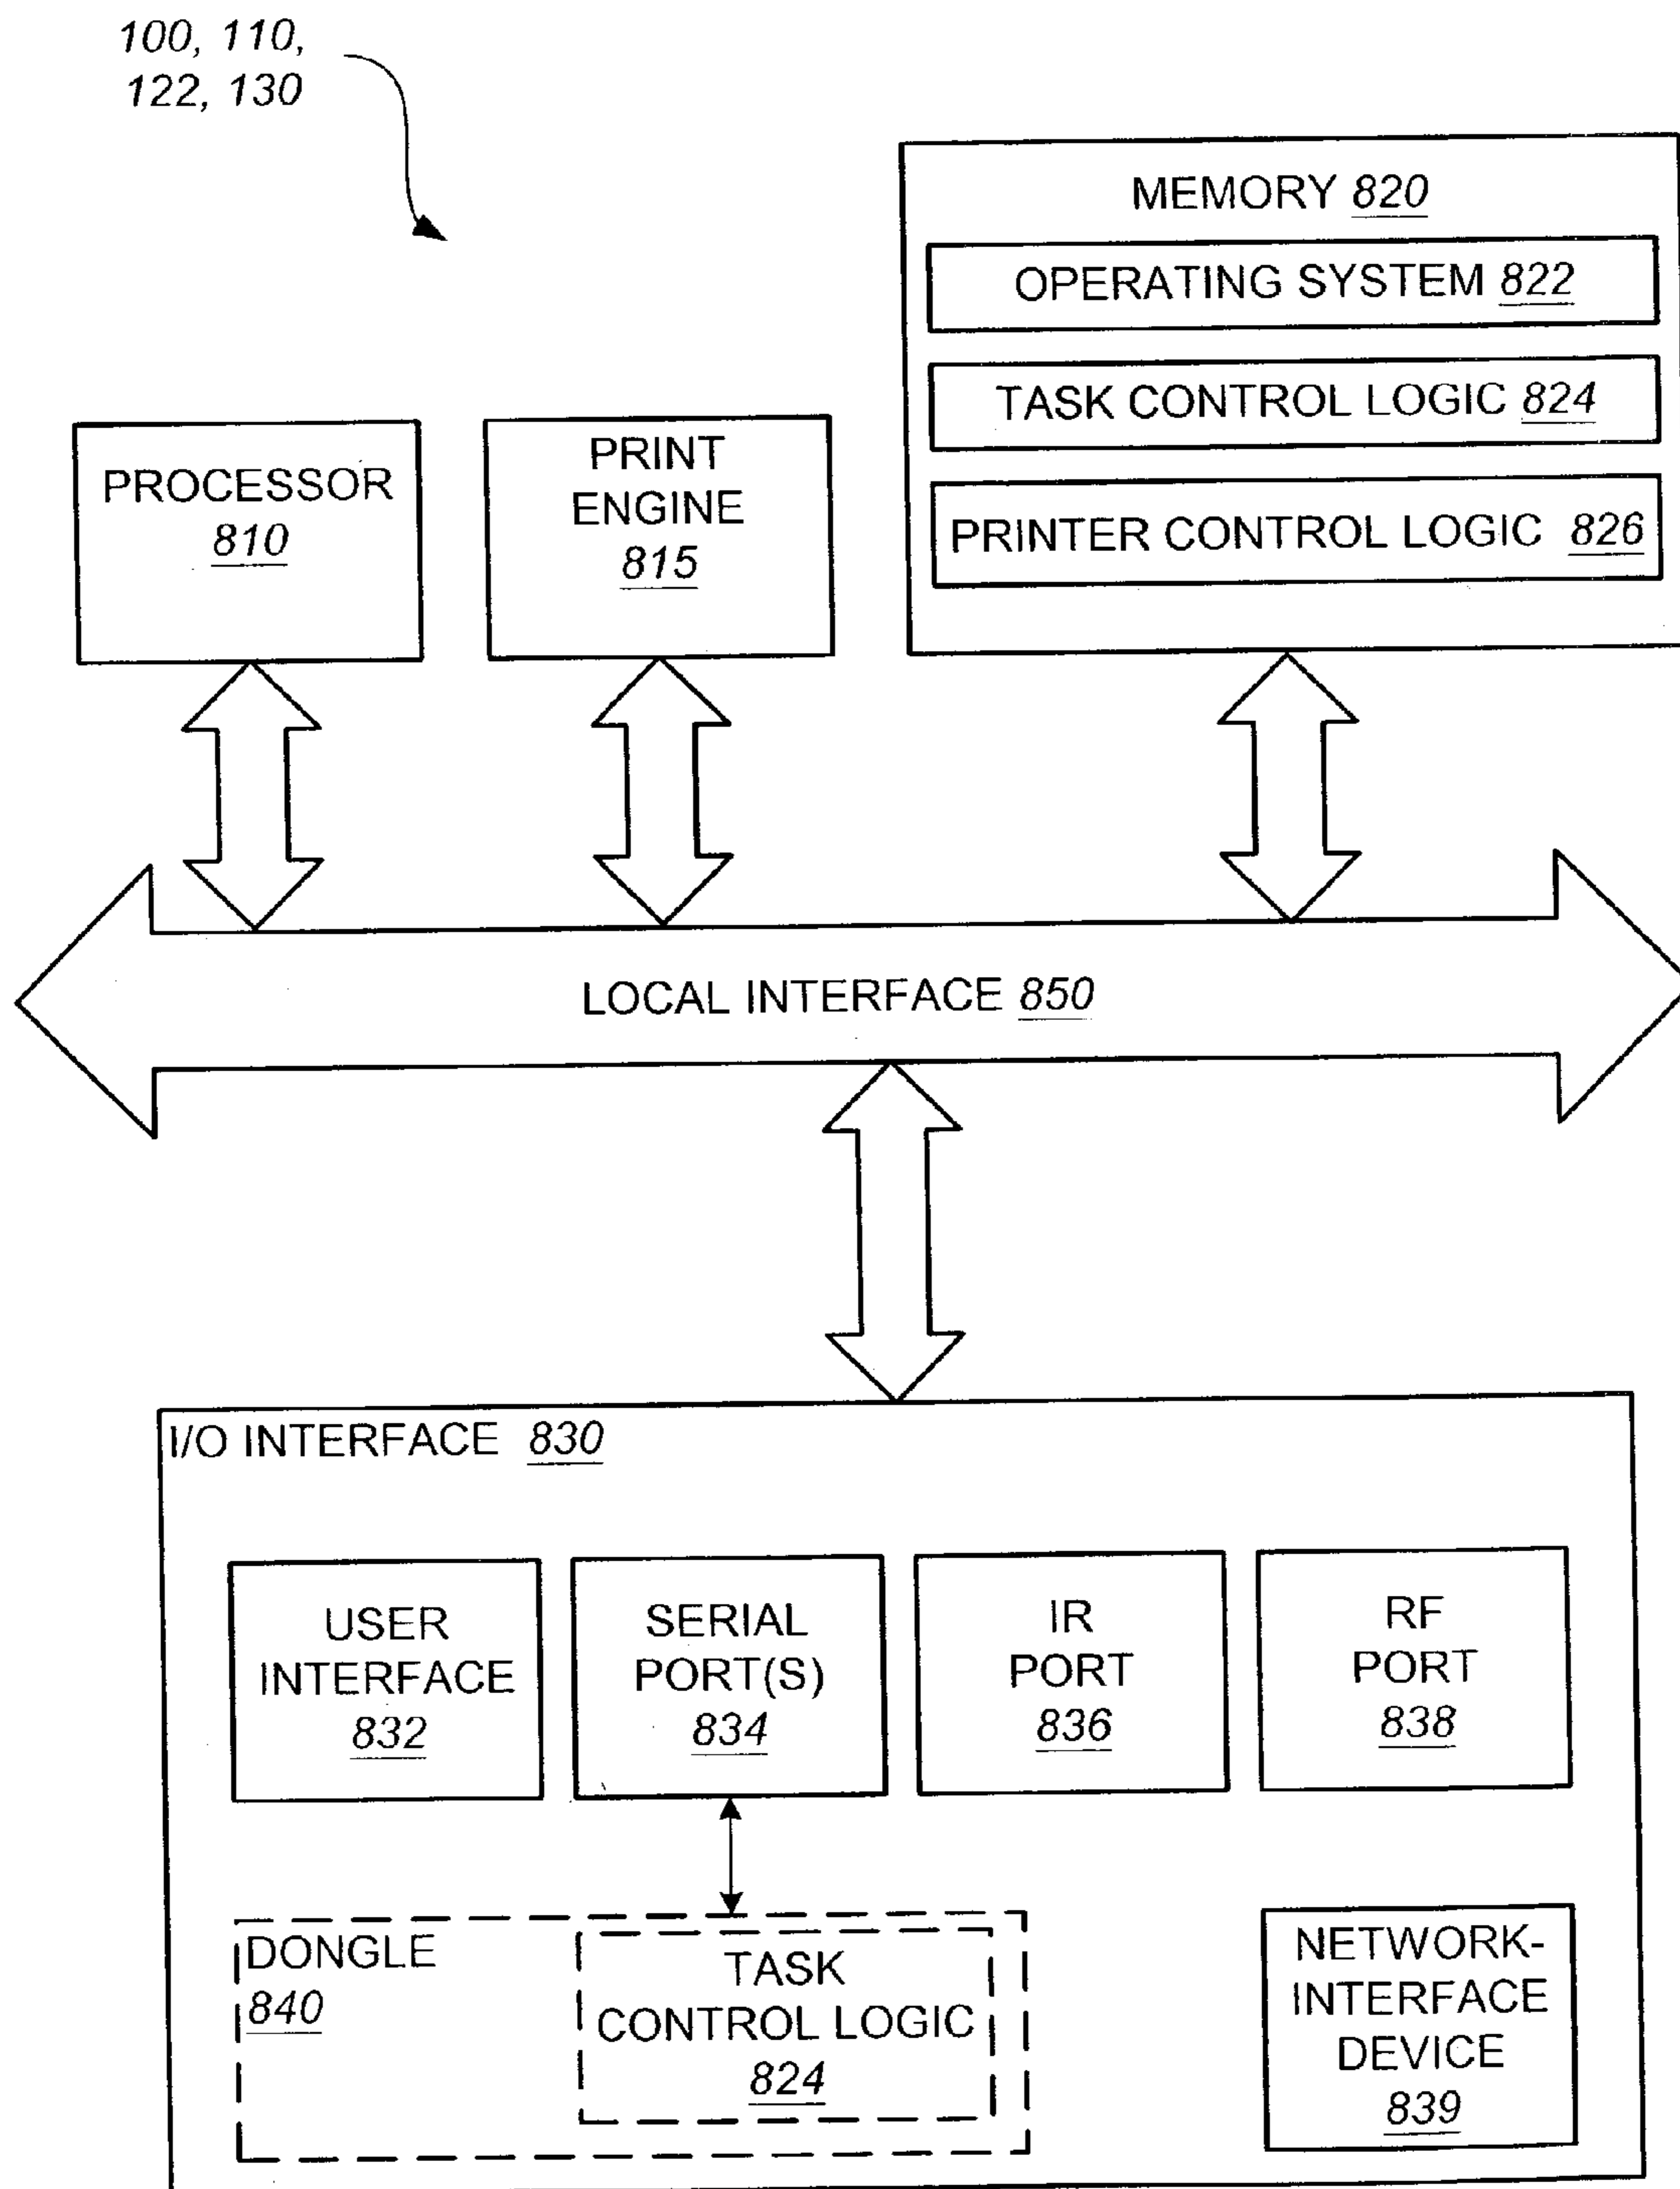 100, 110,
122, 130
MEMORY 820
OPERATING SYSTEM 822
TASK CONTROL LOGIC 824
PRINTER CONTROL LOGIC 826
PROCESSOR
810
PRINT
ENGINE
815
LOCAL INTERFACE 850
I/O INTERFACE 830
USER
INTERFACE
832
SERIAL
PORT(S)
834
IR
PORT
836
RF
PORT
838
DONGLE
840
TASK
CONTROL LOGIC
824
NETWORK-
INTERFACE
DEVICE
839